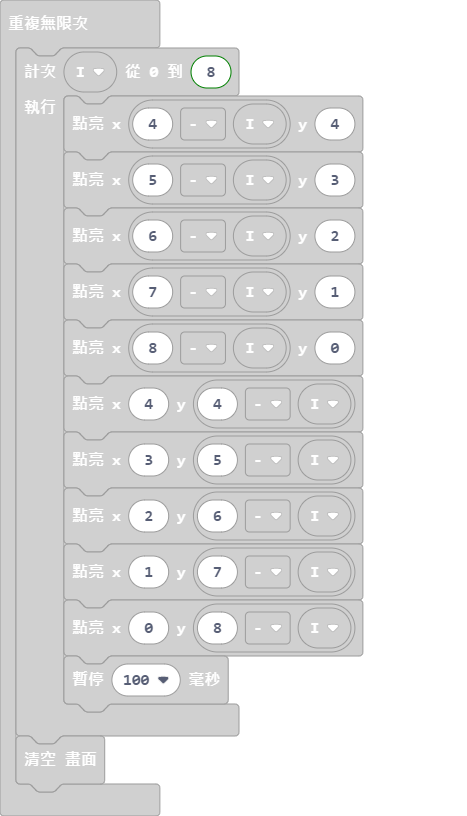 重複無限次
計次 I 從 0 到 8
執行
點亮 x 4 - I y 4
點亮 x 5 - I y 3
點亮 x 6 - I y 2
點亮 x 7 - I y 1
點亮 x 8 - I y 0
點亮 x 4 y 4 - I
點亮 x 3 y 5 - I
點亮 x 2 y 6 - I
點亮 x 1 y 7 - I
點亮 x 0 y 8 - I
暫停 100 毫秒
清空 畫面